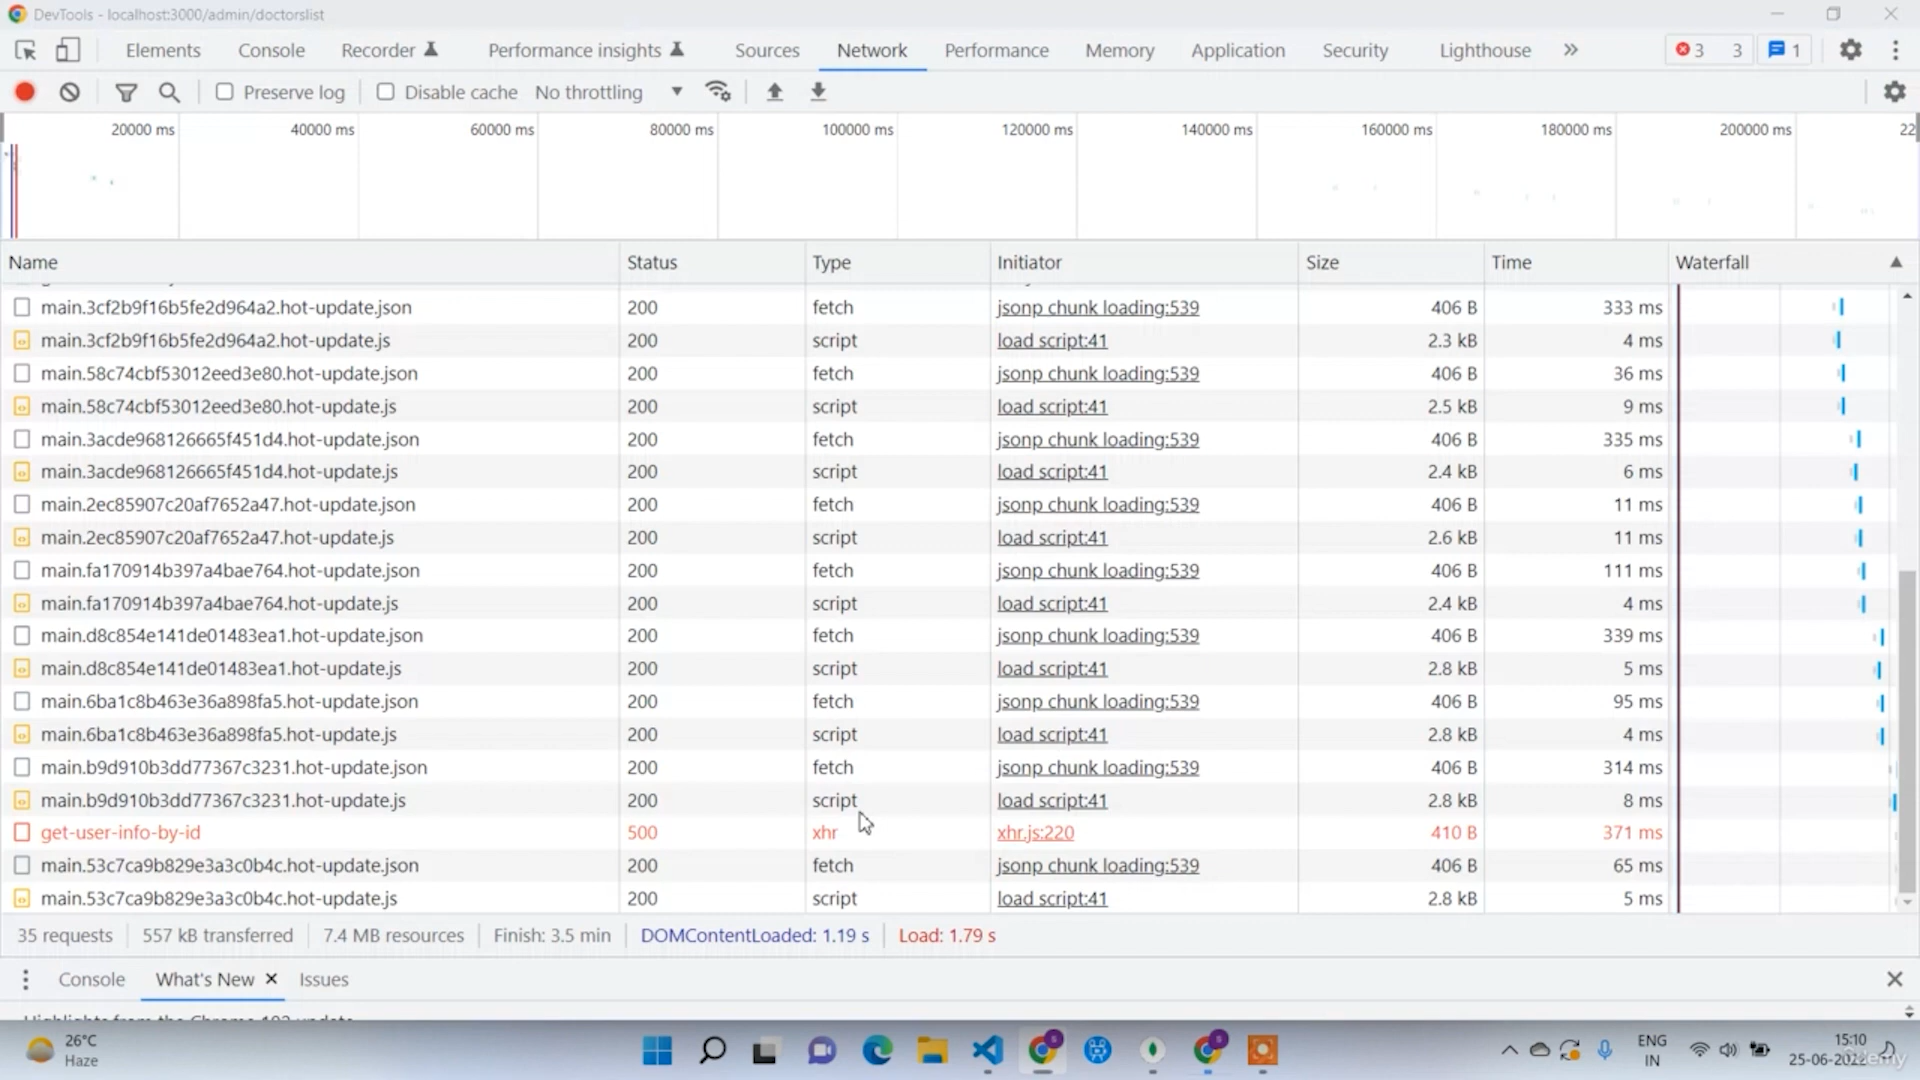 DevTools - localhost:3000/admin/doctorslist
Elements Console Recorder Performance insights Sources Network Performance Memory Application Security Lighthouse 3 3 1
Preserve log Disable cache No throttling
20000 ms 40000 ms 60000 ms 80000 ms 100000 ms 120000 ms 140000 ms 160000 ms 180000 ms 200000 ms 22
Name Status Type Initiator Size Time Waterfall
main.3cf2b9f16b5fe2d964a2.hot-update.json 200 fetch jsonp chunk loading:539 406 B 333 ms
main.3cf2b9f16b5fe2d964a2.hot-update.js 200 script load script:41 2.3 kB 4 ms
main.58c74cbf53012eed3e80.hot-update.json 200 fetch jsonp chunk loading:539 406 B 36 ms
main.58c74cbf53012eed3e80.hot-update.js 200 script load script:41 2.5 kB 9 ms
main.3acde968126665f451d4.hot-update.json 200 fetch jsonp chunk loading:539 406 B 335 ms
main.3acde968126665f451d4.hot-update.js 200 script load script:41 2.4 kB 6 ms
main.2ec85907c20af7652a47.hot-update.json 200 fetch jsonp chunk loading:539 406 B 11 ms
main.2ec85907c20af7652a47.hot-update.js 200 script load script:41 2.6 kB 11 ms
main.fa170914b397a4bae764.hot-update.json 200 fetch jsonp chunk loading:539 406 B 111 ms
main.fa170914b397a4bae764.hot-update.js 200 script load script:41 2.4 kB 4 ms
main.d8c854e141de01483ea1.hot-update.json 200 fetch jsonp chunk loading:539 406 B 339 ms
main.d8c854e141de01483ea1.hot-update.js 200 script load script:41 2.8 kB 5 ms
main.6ba1c8b463e36a898fa5.hot-update.json 200 fetch jsonp chunk loading:539 406 B 95 ms
main.6ba1c8b463e36a898fa5.hot-update.js 200 script load script:41 2.8 kB 4 ms
main.b9d910b3dd77367c3231.hot-update.json 200 fetch jsonp chunk loading:539 406 B 314 ms
main.b9d910b3dd77367c3231.hot-update.js 200 script load script:41 2.8 kB 8 ms
get-user-info-by-id 500 xhr xhr.js:220 410 B 371 ms
main.53c7ca9b829e3a3c0b4c.hot-update.json 200 fetch jsonp chunk loading:539 406 B 65 ms
main.53c7ca9b829e3a3c0b4c.hot-update.js 200 script load script:41 2.8 kB 5 ms
35 requests 557 kB transferred 7.4 MB resources Finish: 3.5 min DOMContentLoaded: 1.19 s Load: 1.79 s
Console What's New Issues
Highlights from the Chrome 102 update
26°C
Haze
ENG
IN
15:10
25-06-2022